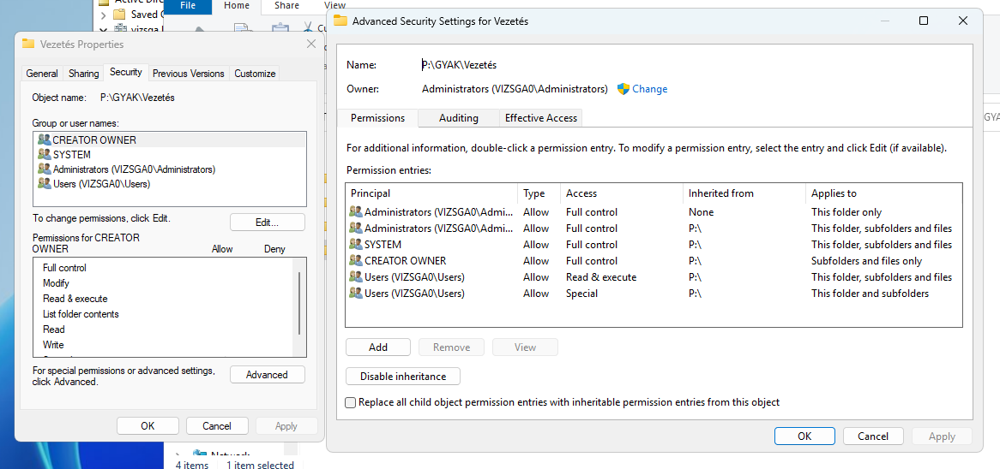 Active Dire
Saved
vizsga
File
Home
Share
View
Vezetés Properties
General
Sharing
Security
Previous Versions
Customize
Object name: P:\GYAK\Vezetés
Group or user names:
CREATOR OWNER
SYSTEM
Administrators (VIZSGA0\Administrators)
Users (VIZSGA0\Users)
To change permissions, click Edit.
Edit...
Permissions for CREATOR
OWNER Allow Deny
Full control
Modify
Read & execute
List folder contents
Read
Write
For special permissions or advanced settings,
click Advanced.
Advanced
OK
Cancel
Apply
Network
4 items 1 item selected
Advanced Security Settings for Vezetés
Name: P:\GYAK\Vezetés
Owner: Administrators (VIZSGA0\Administrators) Change
Permissions
Auditing
Effective Access
For additional information, double-click a permission entry. To modify a permission entry, select the entry and click Edit (if available).
Permission entries:
Principal Type Access Inherited from Applies to
Administrators (VIZSGA0\Admi... Allow Full control None This folder only
Administrators (VIZSGA0\Admi... Allow Full control P:\ This folder, subfolders and files
SYSTEM Allow Full control P:\ This folder, subfolders and files
CREATOR OWNER Allow Full control P:\ Subfolders and files only
Users (VIZSGA0\Users) Allow Read & execute P:\ This folder, subfolders and files
Users (VIZSGA0\Users) Allow Special P:\ This folder and subfolders
Add
Remove
View
Disable inheritance
Replace all child object permission entries with inheritable permission entries from this object
OK
Cancel
Apply
GYA